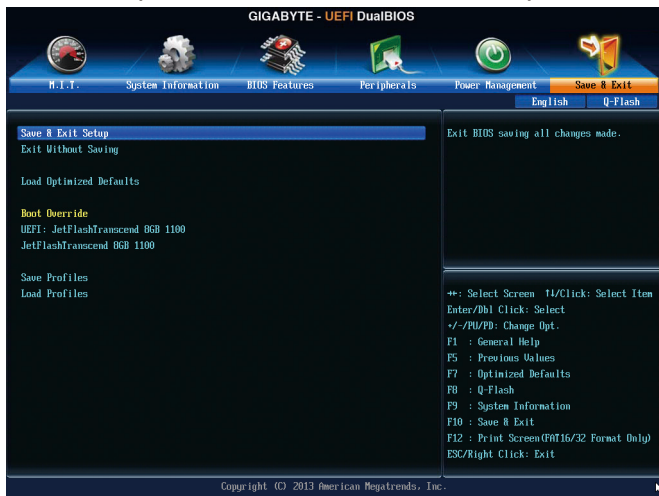 GIGABYTE - UEFI DualBIOS
M.I.T. System Information BIOS Features Peripherals Power Management Save & Exit
English Q-Flash
Save & Exit Setup
Exit BIOS saving all changes made.
Exit Without Saving
Load Optimized Defaults
Boot Override
UEFI: JetFlashTranscend 8GB 1100
JetFlashTranscend 8GB 1100
Save Profiles
Load Profiles
→←: Select Screen ↑↓/Click: Select Item
Enter/Dbl Click: Select
+/-/PU/PD: Change Opt.
F1 : General Help
F5 : Previous Values
F7 : Optimized Defaults
F8 : Q-Flash
F9 : System Information
F10 : Save & Exit
F12 : Print Screen(FAT16/32 Format Only)
ESC/Right Click: Exit
Copyright (C) 2013 American Megatrends, Inc.